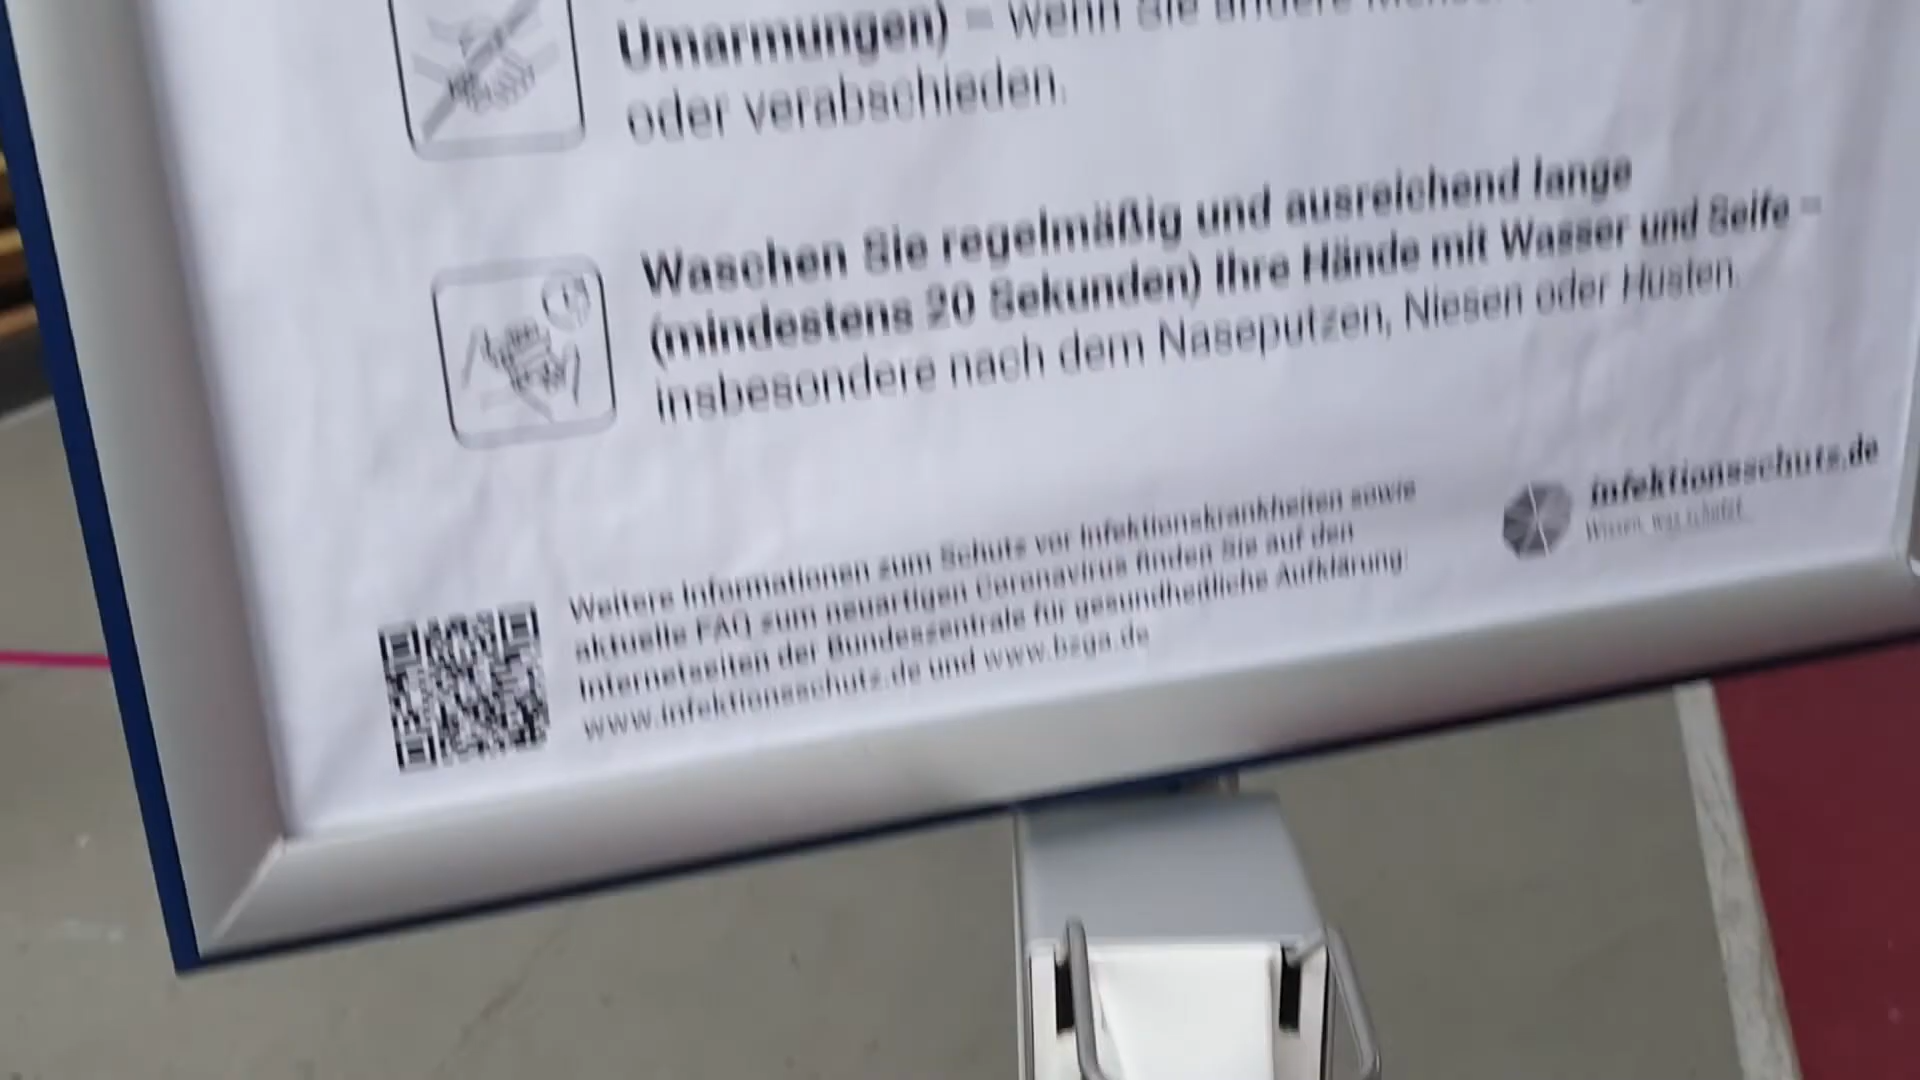 Umarmungen) – wenn Sie andere
oder verabschieden.
Waschen Sie regelmäßig und ausreichend lange
(mindestens 20 Sekunden) Ihre Hände mit Wasser und Seife –
insbesondere nach dem Naseputzen, Niesen oder Husten.
Weitere Informationen zum Schutz vor Infektionskrankheiten sowie
aktuelle FAQ zum neuartigen Coronavirus finden Sie auf den
Internetseiten der Bundeszentrale für gesundheitliche Aufklärung:
www.infektionsschutz.de und www.bzga.de
infektionsschutz.de
Wissen, was schützt.